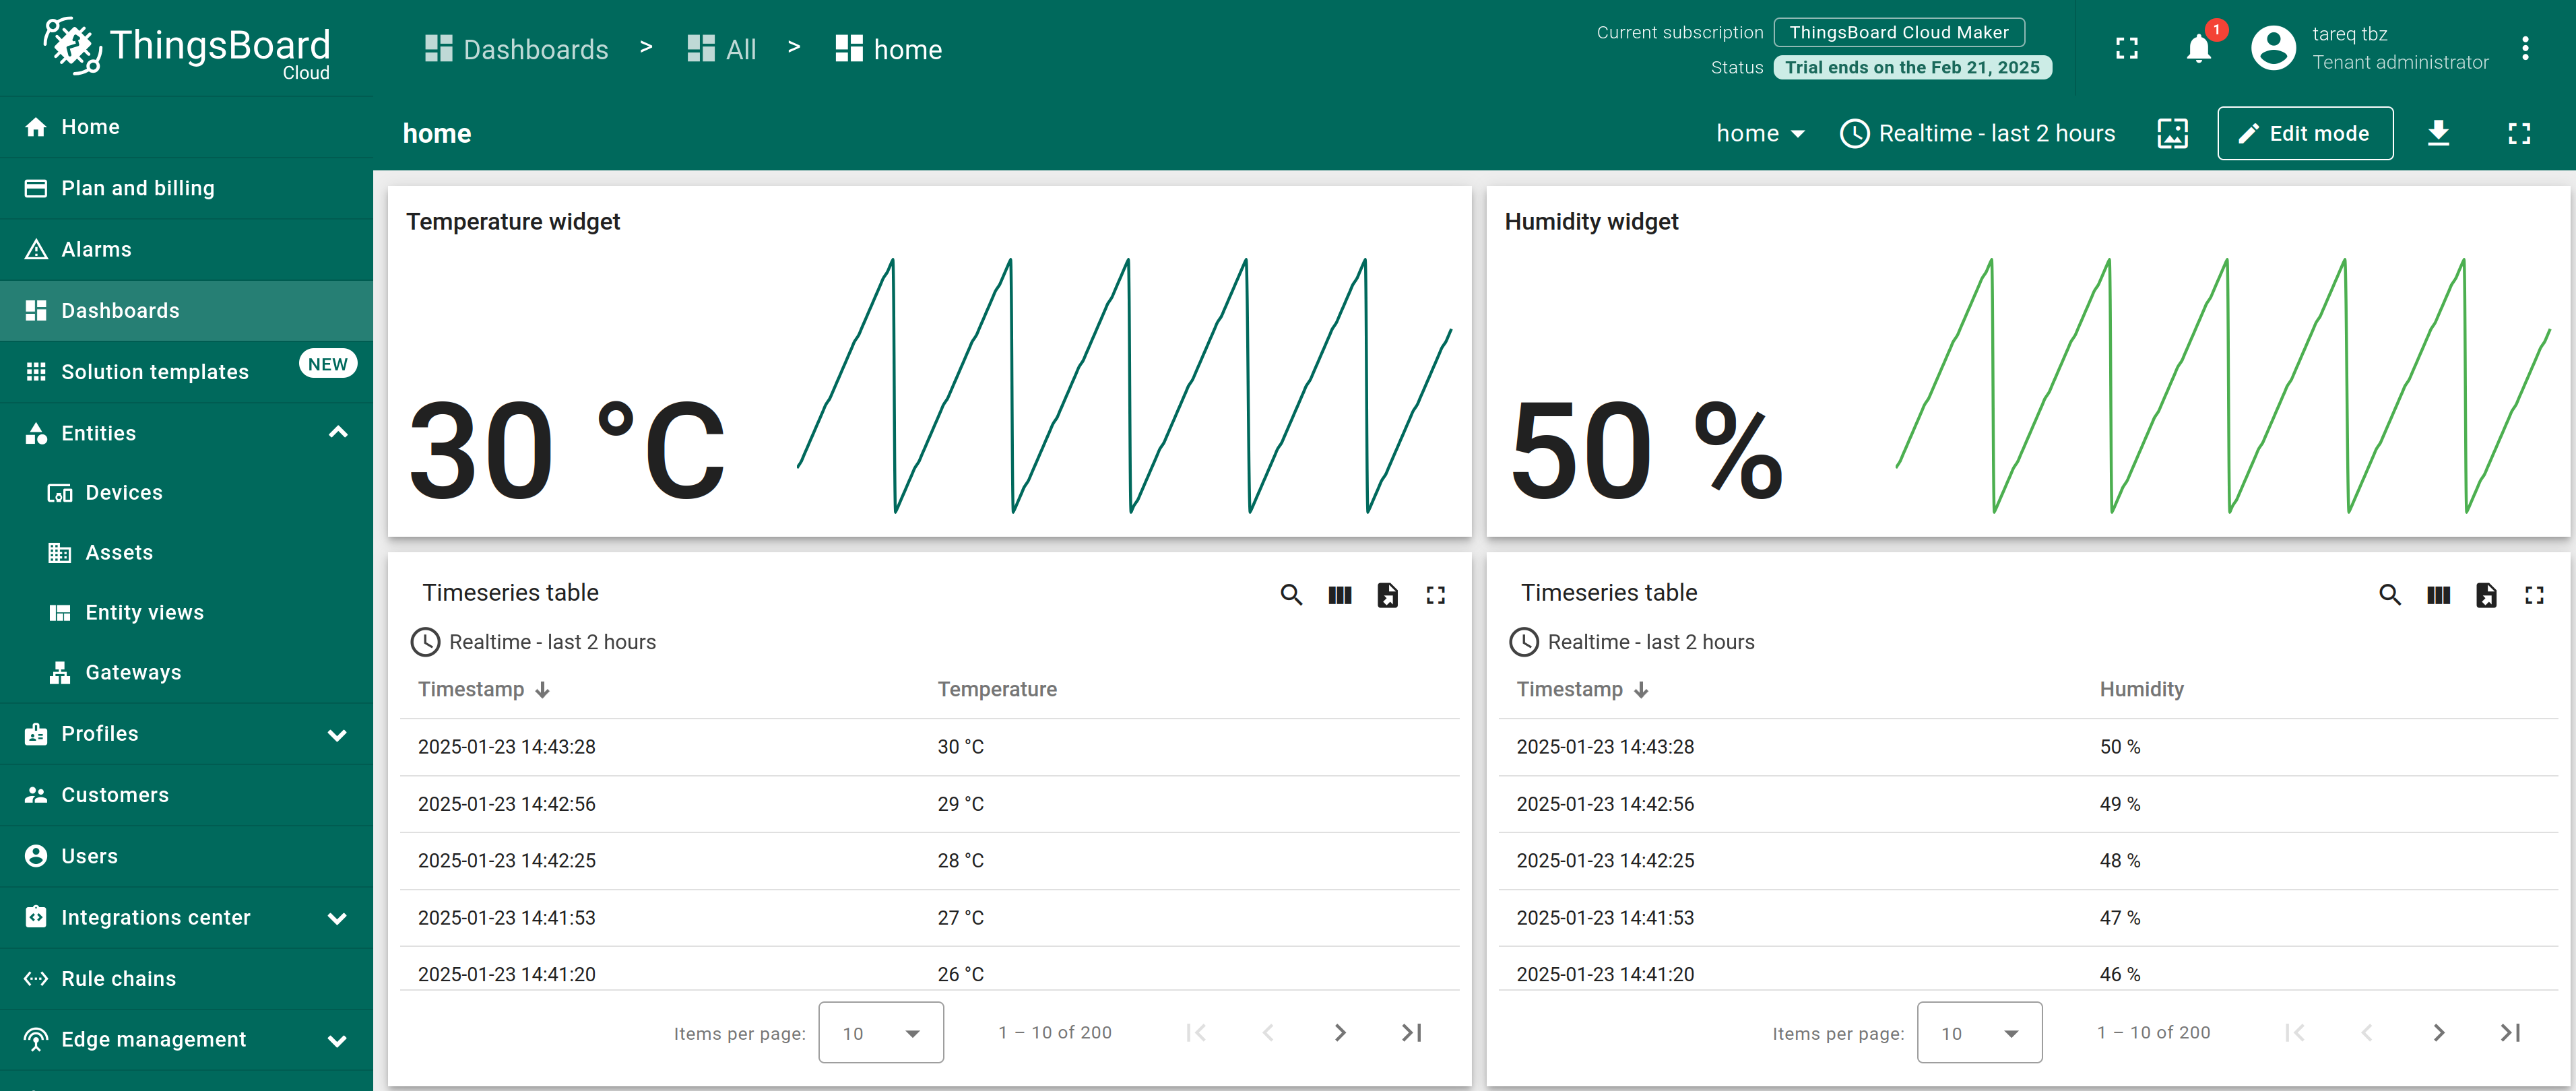 ThingsBoard
Cloud
Dashboards > All > home
Current subscription ThingsBoard Cloud Maker
Status Trial ends on the Feb 21, 2025
1
tareq tbz
Tenant administrator
Home
Plan and billing
Alarms
Dashboards
Solution templates NEW
Entities
Devices
Assets
Entity views
Gateways
Profiles
Customers
Users
Integrations center
Rule chains
Edge management
home
home
Realtime - last 2 hours
Edit mode
Temperature widget
30 °C
Humidity widget
50 %
Timeseries table
Realtime - last 2 hours
Timestamp Temperature
2025-01-23 14:43:28 30 °C
2025-01-23 14:42:56 29 °C
2025-01-23 14:42:25 28 °C
2025-01-23 14:41:53 27 °C
2025-01-23 14:41:20 26 °C
Items per page: 10 1 – 10 of 200
Timeseries table
Realtime - last 2 hours
Timestamp Humidity
2025-01-23 14:43:28 50 %
2025-01-23 14:42:56 49 %
2025-01-23 14:42:25 48 %
2025-01-23 14:41:53 47 %
2025-01-23 14:41:20 46 %
Items per page: 10 1 – 10 of 200